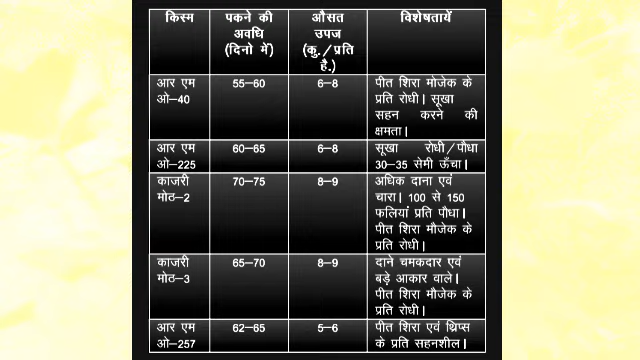 किस्म
पकने की
अवधि
(दिनो में)
औसत
उपज
(कु./प्रति
है.)
विशेषतायें
आर एम
ओ–40
55–60
6–8
पीत शिरा मोजेक के
प्रति रोधी। सूखा
सहन करने की
क्षमता।
आर एम
ओ–225
60–65
6–8
सूखा रोधी/पौधा
30–35 सेमी ऊँचा।
काजरी
मोठ–2
70–75
8–9
अधिक दाना एवं
चारा। 100 से 150
फलियां प्रति पौधा।
पीत शिरा मौजेक के
प्रति रोधी।
काजरी
मोठ–3
65–70
8–9
दाने चमकदार एवं
बड़े आकार वाले।
पीत शिरा मौजेक के
प्रति रोधी।
आर एम
ओ–257
62–65
5–6
पीत शिरा एवं थ्रिप्स
के प्रति सहनशील।